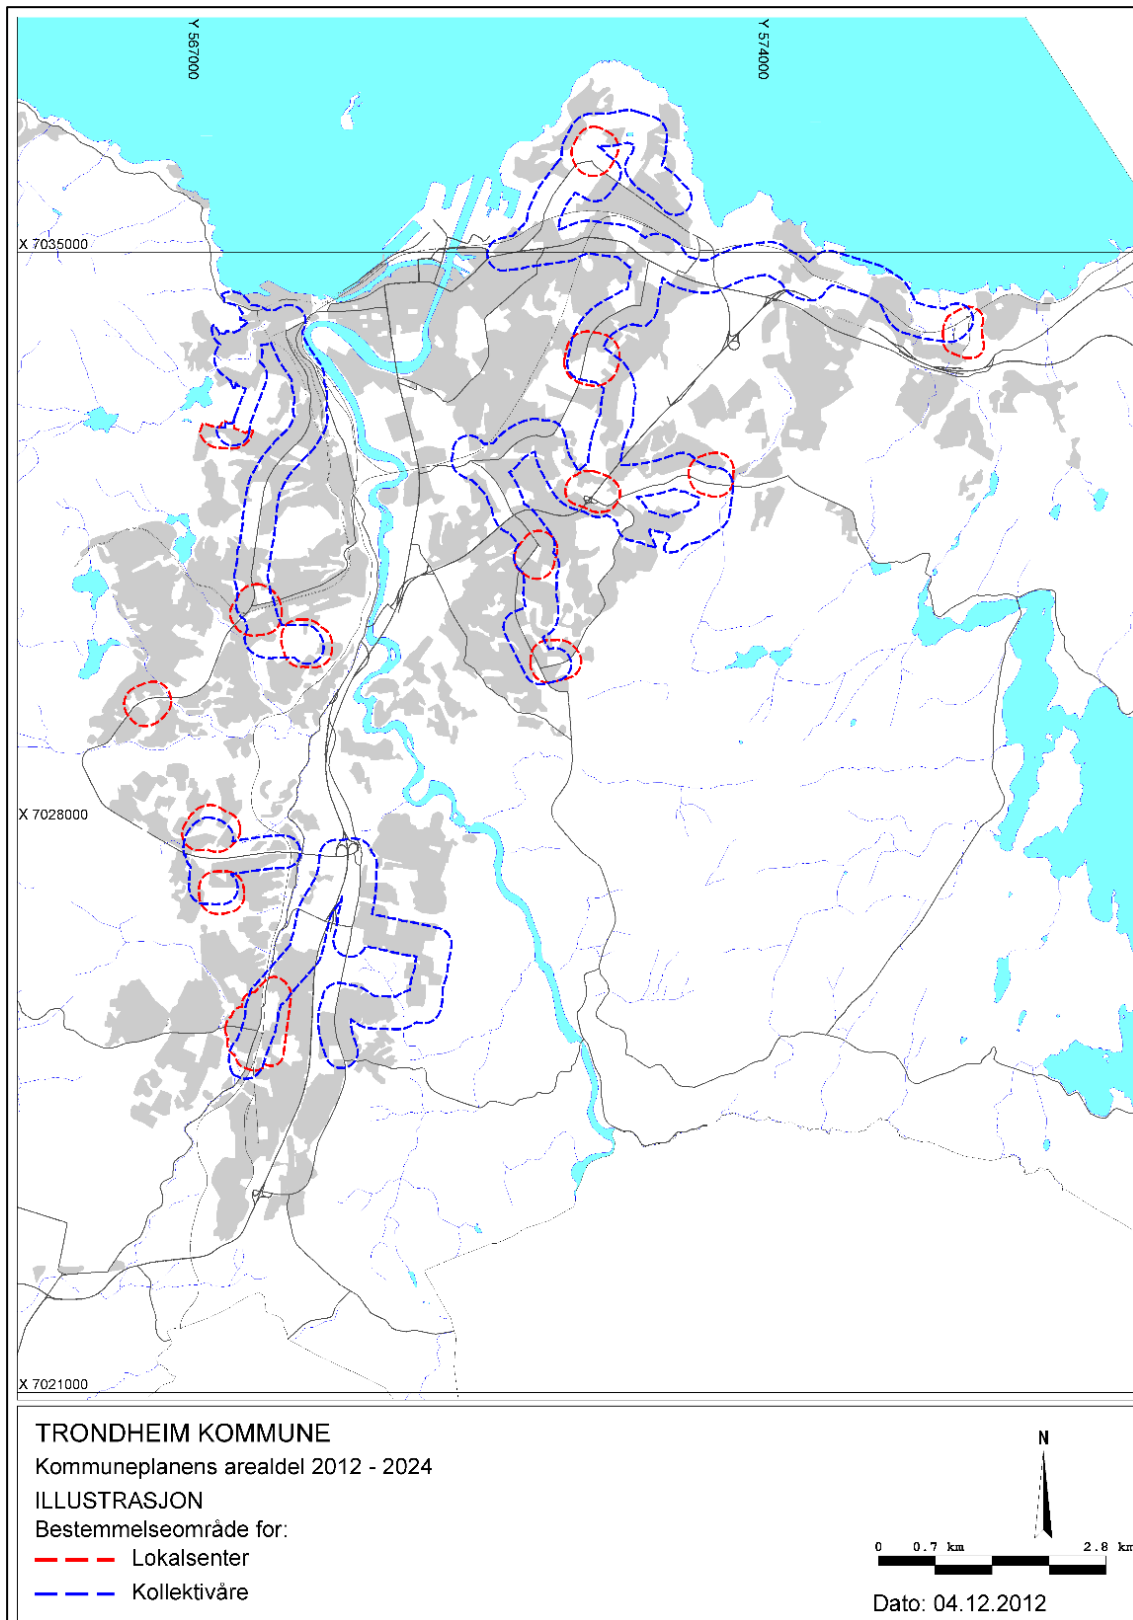 Y 567000
Y 574000
X 7035000
X 7028000
X 7021000
TRONDHEIM KOMMUNE
Kommuneplanens arealdel 2012 - 2024
ILLUSTRASJON
Bestemmelseområde for:
Lokalsenter
Kollektivåre
N
0 0.7 km 2.8 km
Dato: 04.12.2012